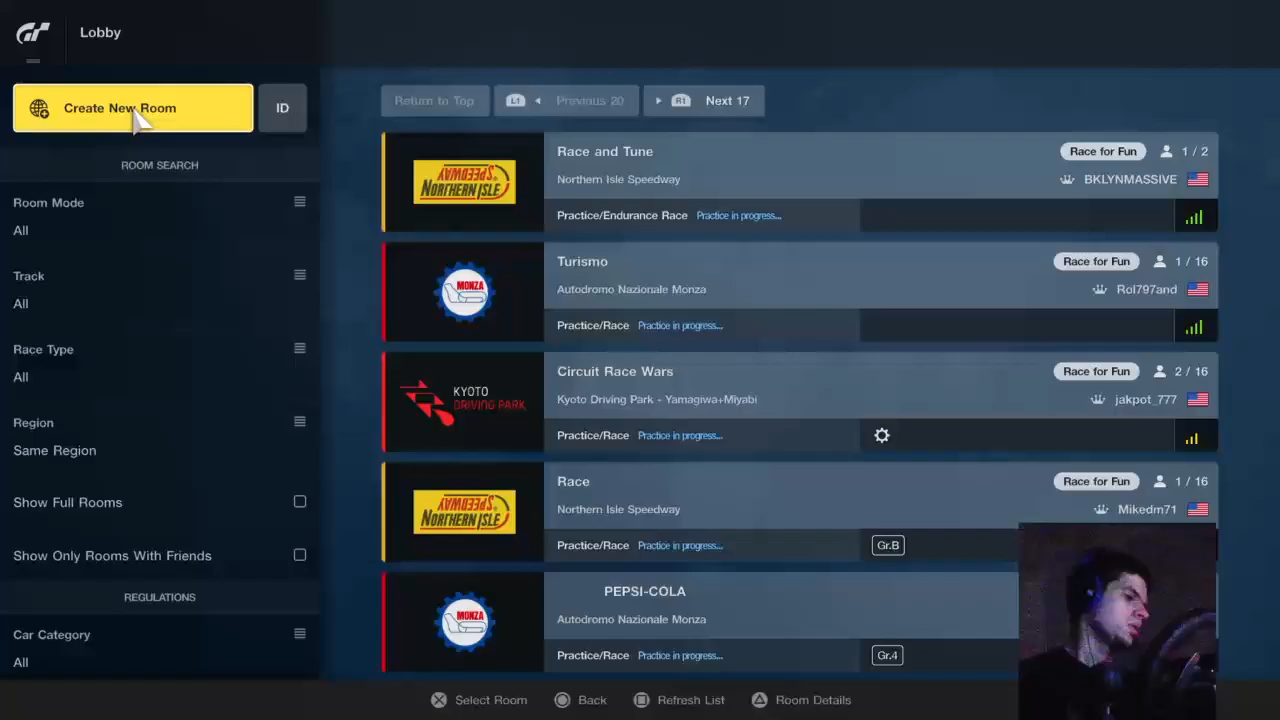 Lobby
Create New Room
ID
ROOM SEARCH
Room Mode
All
Track
All
Race Type
All
Region
Same Region
Show Full Rooms
Show Only Rooms With Friends
REGULATIONS
Car Category
All
Return to Top
L1 Previous 20
R1 Next 17
NORTHERN ISLE SPEEDWAY
Race and Tune
Race for Fun
1 / 2
Northern Isle Speedway
BKLYNMASSIVE
Practice/Endurance Race Practice in progress...
MONZA
Turismo
Race for Fun
1 / 16
Autodromo Nazionale Monza
Rol797and
Practice/Race Practice in progress...
KYOTO
DRIVING PARK
Circuit Race Wars
Race for Fun
2 / 16
Kyoto Driving Park - Yamagiwa+Miyabi
jakpot_777
Practice/Race Practice in progress...
NORTHERN ISLE SPEEDWAY
Race
Race for Fun
1 / 16
Northern Isle Speedway
Mikedm71
Practice/Race Practice in progress...
Gr.B
MONZA
PEPSI-COLA
Autodromo Nazionale Monza
Practice/Race Practice in progress...
Gr.4
Select Room
Back
Refresh List
Room Details